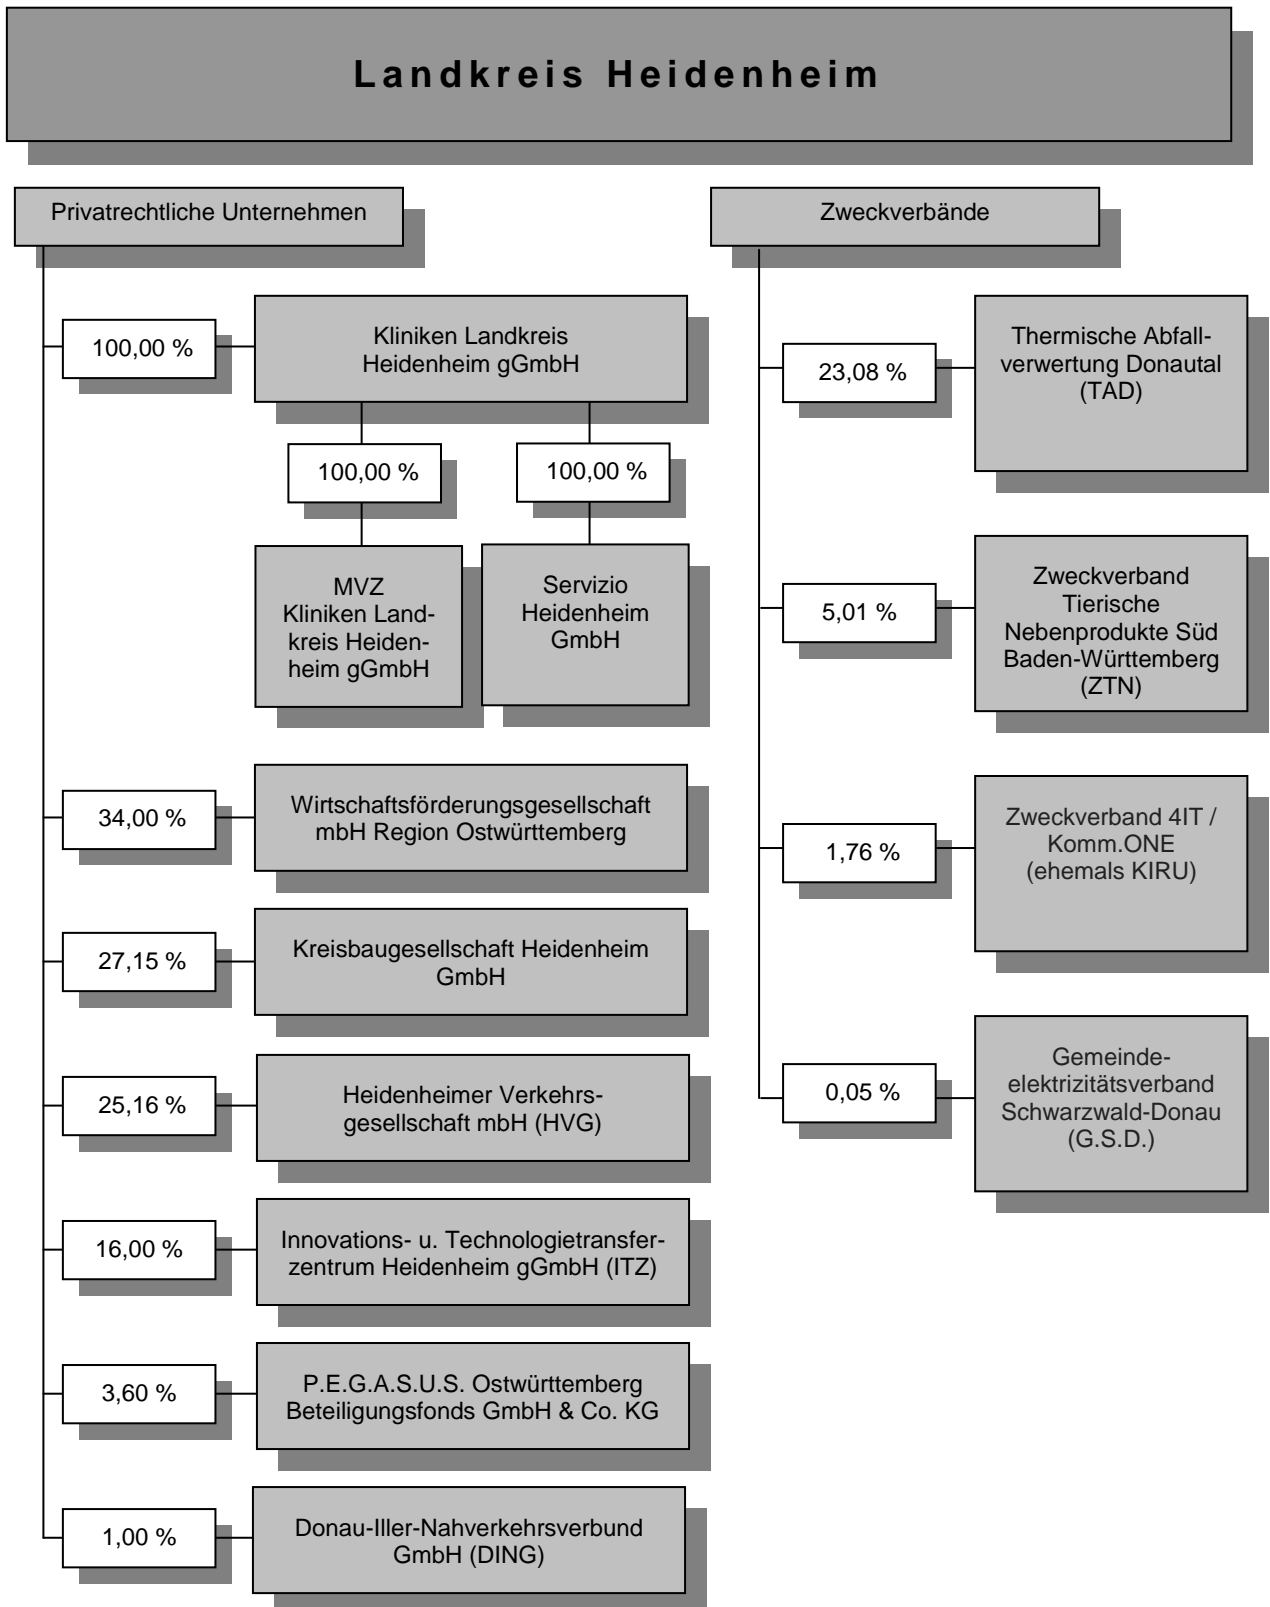 Landkreis Heidenheim
Privatrechtliche Unternehmen
100,00 %
Kliniken Landkreis
Heidenheim gGmbH
100,00 %
100,00 %
MVZ
Kliniken Land-
kreis Heiden-
heim gGmbH
Servizio
Heidenheim
GmbH
34,00 %
Wirtschaftsförderungsgesellschaft
mbH Region Ostwürttemberg
27,15 %
Kreisbaugesellschaft Heidenheim
GmbH
25,16 %
Heidenheimer Verkehrs-
gesellschaft mbH (HVG)
16,00 %
Innovations- u. Technologietransfer-
zentrum Heidenheim gGmbH (ITZ)
3,60 %
P.E.G.A.S.U.S. Ostwürttemberg
Beteiligungsfonds GmbH & Co. KG
1,00 %
Donau-Iller-Nahverkehrsverbund
GmbH (DING)
Zweckverbände
23,08 %
Thermische Abfall-
verwertung Donautal
(TAD)
5,01 %
Zweckverband
Tierische
Nebenprodukte Süd
Baden-Württemberg
(ZTN)
1,76 %
Zweckverband 4IT /
Komm.ONE
(ehemals KIRU)
0,05 %
Gemeinde-
elektrizitätsverband
Schwarzwald-Donau
(G.S.D.)